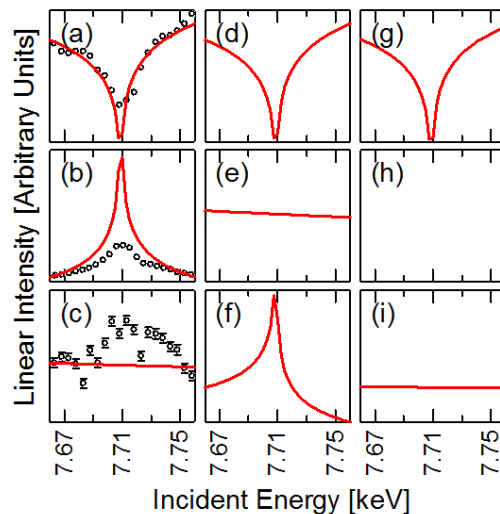 Linear Intensity [Arbitrary Units]
(a) (d) (g)
(b) (e) (h)
(c) (f) (i)
7.67 7.71 7.75 7.67 7.71 7.75 7.67 7.71 7.75
Incident Energy [keV]